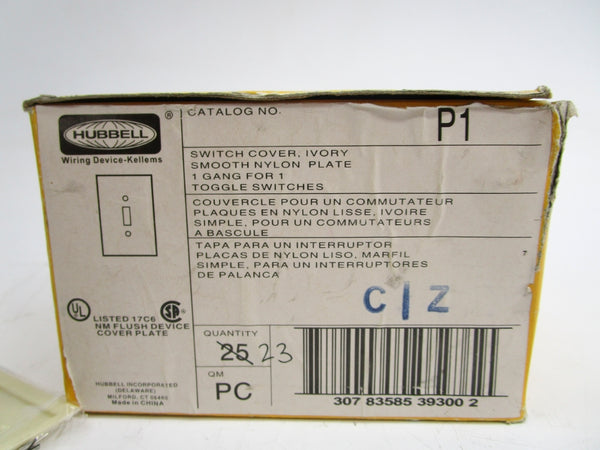 HUBBELL
®
Wiring Device-Kellems
CATALOG NO.
P1
SWITCH COVER, IVORY
SMOOTH NYLON PLATE
1 GANG FOR 1
TOGGLE SWITCHES
COUVERCLE POUR UN COMMUTATEUR
PLAQUES EN NYLON LISSE, IVOIRE
SIMPLE, POUR UN COMMUTATEURS
A BASCULE
TAPA PARA UN INTERRUPTOR
PLACAS DE NYLON LISO, MARFIL
SIMPLE, PARA UN INTERRUPTORES
DE PALANCA
7
C|Z
UL
SA
LISTED 17C6
NM FLUSH DEVICE
COVER PLATE
QUANTITY
25 23
QM
PC
HUBBELL INCORPORATED
(DELAWARE)
MILFORD, CT 06460
Made in CHINA
307 83585 39300 2